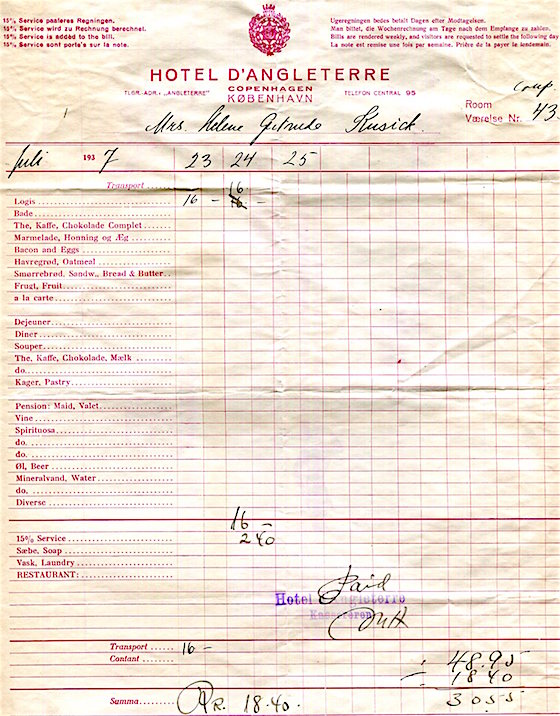 15% Service paaleres Regningen.
15% Service wird zu Rechnung berechnet.
15% Service is added to the bill.
15% Service sont porte's sur la note.
Ugeregningen bedes betalt Dagen efter Modtagelsen.
Man bittet, die Wochenrechnung am Tage nach dem Empfange zu zahlen.
Bills are rendered weekly, and visitors are requested to settle the following day
La note est remise une fois par semaine. Prière de la payer le lendemain.
HOTEL D'ANGLETERRE
TLGR.-ADR.: „ANGLETERRE" COPENHAGEN TELEFON CENTRAL 95
KØBENHAVN
Room
Værelse Nr. 43
Mrs. Helene Gertrude Kusick.
Juli 1937 23 24 25
Transport ...... 16
Logis ........ 16 - 16 -
Bade ........
The, Kaffe, Chokolade Complet ........
Marmelade, Honning og Æg ........
Bacon and Eggs ........
Havregrød, Oatmeal ........
Smørrebrød, Sandw., Bread & Butter..
Frugt, Fruit ........
a la carte ........
Dejeuner ........
Diner ........
Souper ........
The, Kaffe, Chokolade, Mælk ........
do. ........
Kager, Pastry ........
Pension: Maid, Valet ........
Vine ........
Spirituosa ........
do. ........
do. ........
Øl, Beer ........
Mineralvand, Water ........
do. ........
Diverse ........
16 -
15% Service ........ 2 40
Sæbe, Soap ........
Vask, Laundry ........
RESTAURANT: ........
Paid
Hotel d'Angleterre
Kassereren
Transport ...... 16 -
Contant ........ 48.95
÷ 18 40
Summa ........ Kr. 18.40. 30 55